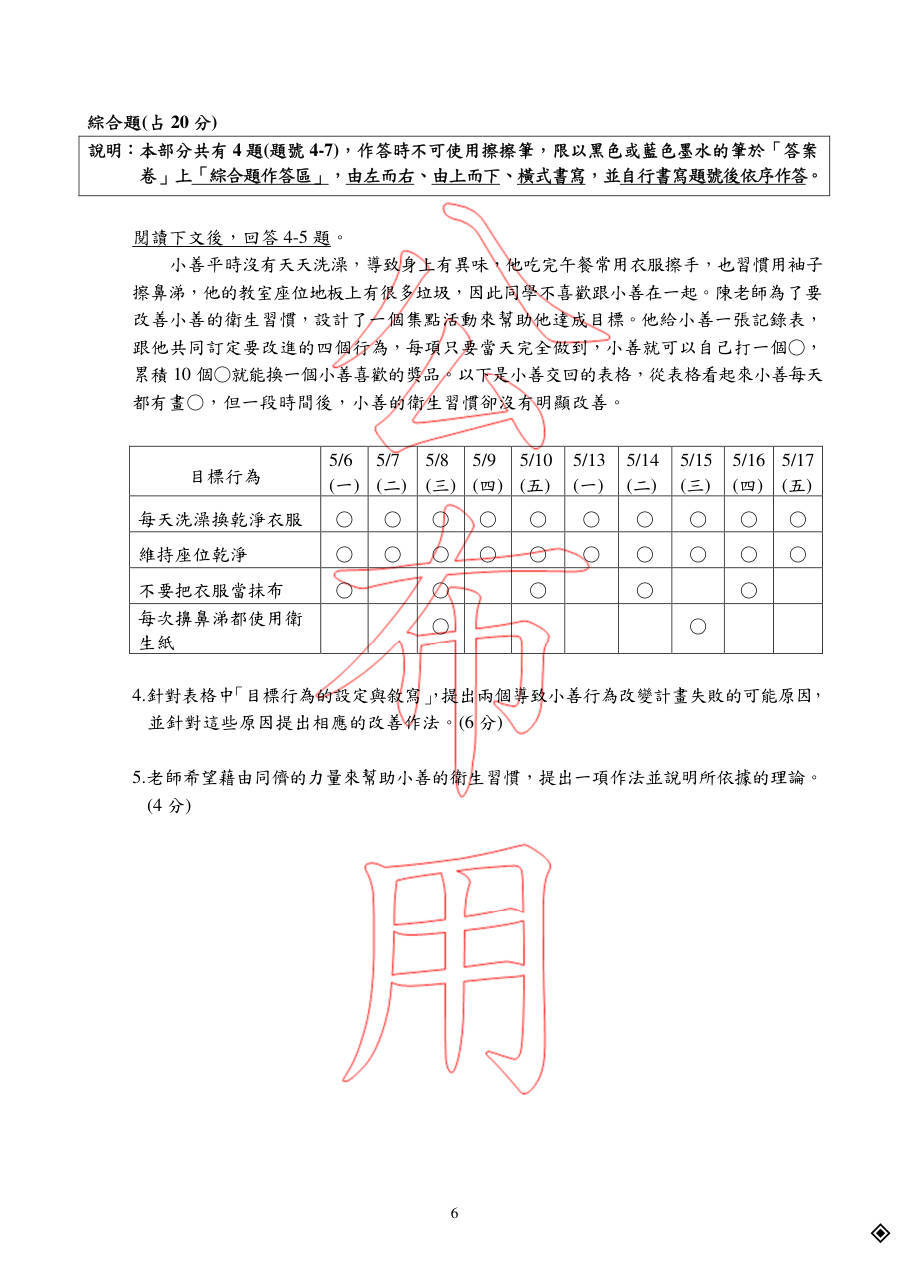 綜合題(占 20 分)
說明：本部分共有 4 題(題號 4-7)，作答時不可使用擦擦筆，限以黑色或藍色墨水的筆於「答案
卷」上「綜合題作答區」，由左而右、由上而下、橫式書寫，並自行書寫題號後依序作答。
閱讀下文後，回答 4-5 題。
小善平時沒有天天洗澡，導致身上有異味，他吃完午餐常用衣服擦手，也習慣用袖子
擦鼻涕，他的教室座位地板上有很多垃圾，因此同學不喜歡跟小善在一起。陳老師為了要
改善小善的衛生習慣，設計了一個集點活動來幫助他達成目標。他給小善一張記錄表，
跟他共同訂定要改進的四個行為，每項只要當天完全做到，小善就可以自己打一個○，
累積 10 個○就能換一個小善喜歡的獎品。以下是小善交回的表格，從表格看起來小善每天
都有畫○，但一段時間後，小善的衛生習慣卻沒有明顯改善。
目標行為 5/6 (一) 5/7 (二) 5/8 (三) 5/9 (四) 5/10 (五) 5/13 (一) 5/14 (二) 5/15 (三) 5/16 (四) 5/17 (五)
每天洗澡換乾淨衣服 ○ ○ ○ ○ ○ ○ ○ ○ ○ ○
維持座位乾淨 ○ ○ ○ ○ ○ ○ ○ ○ ○ ○
不要把衣服當抹布 ○ ○ ○ ○ ○
每次擤鼻涕都使用衛
生紙 ○ ○
4.針對表格中「目標行為的設定與敘寫」，提出兩個導致小善行為改變計畫失敗的可能原因，
並針對這些原因提出相應的改善作法。(6 分)
5.老師希望藉由同儕的力量來幫助小善的衛生習慣，提出一項作法並說明所依據的理論。
(4 分)
公
布
用
6